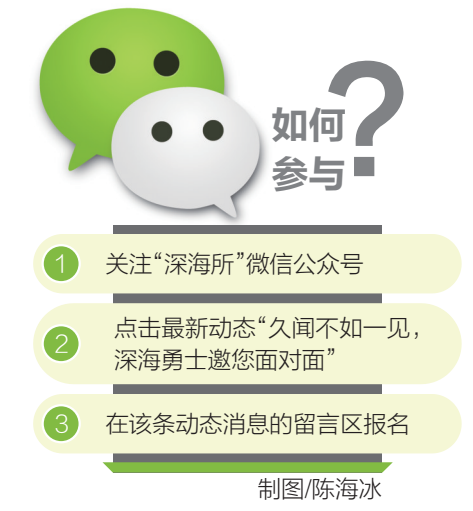 如何
参与?
1 关注“深海所”微信公众号
2 点击最新动态“久闻不如一见，
深海勇士邀您面对面”
3 在该条动态消息的留言区报名
制图/陈海冰